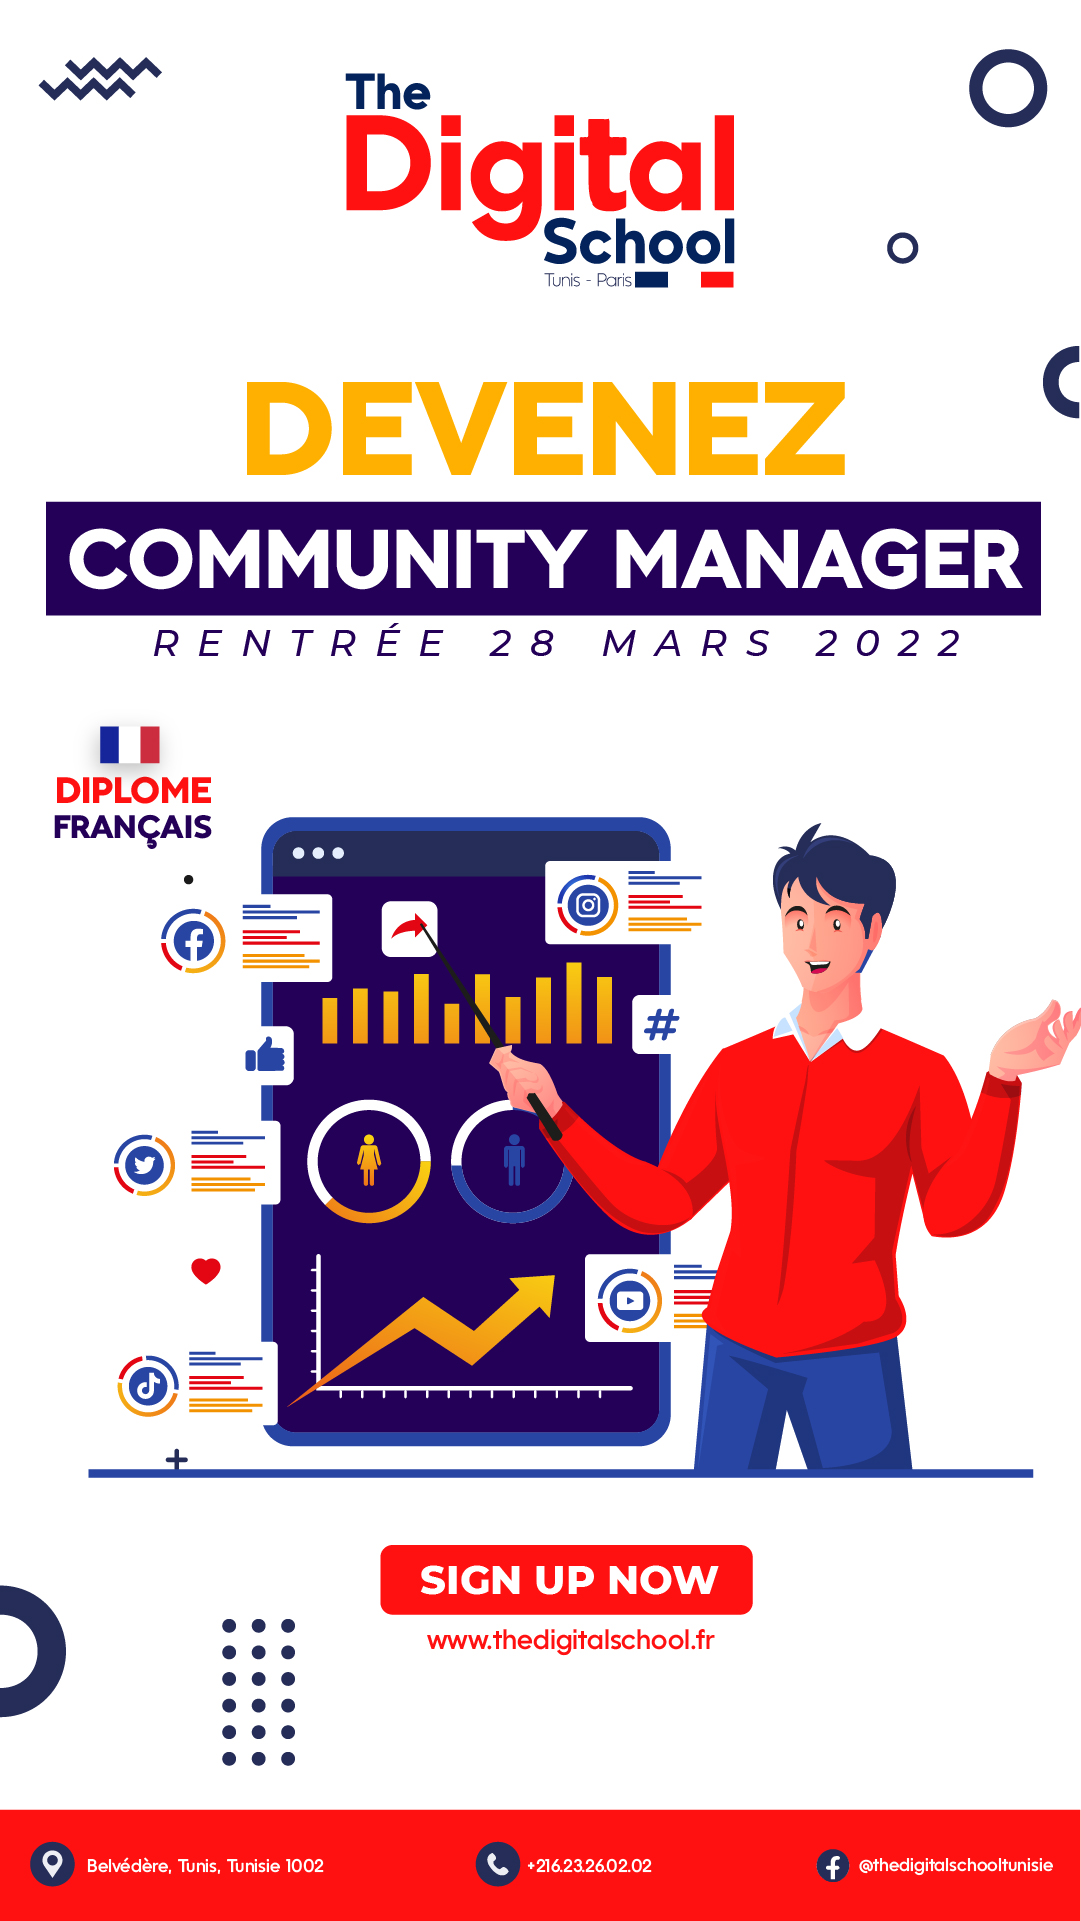 The
Digital
School
Tunis - Paris
DEVENEZ
COMMUNITY MANAGER
RENTRÉE 28 MARS 2022
DIPLOME
FRANÇAIS
#
SIGN UP NOW
www.thedigitalschool.fr
Belvédère, Tunis, Tunisie 1002
+216.23.26.02.02
@thedigitalschooltunisie